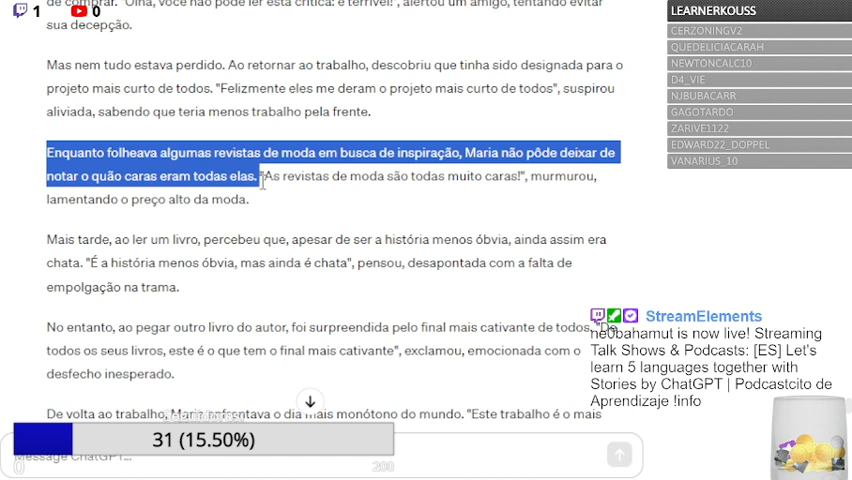 1
0
de comprar. "Olha, você não pode ler esta crítica: é terrível!", alertou um amigo, tentando evitar
sua decepção.
Mas nem tudo estava perdido. Ao retornar ao trabalho, descobriu que tinha sido designada para o
projeto mais curto de todos. "Felizmente eles me deram o projeto mais curto de todos", suspirou
aliviada, sabendo que teria menos trabalho pela frente.
Enquanto folheava algumas revistas de moda em busca de inspiração, Maria não pôde deixar de
notar o quão caras eram todas elas. "As revistas de moda são todas muito caras!", murmurou,
lamentando o preço alto da moda.
Mais tarde, ao ler um livro, percebeu que, apesar de ser a história menos óbvia, ainda assim era
chata. "É a história menos óbvia, mas ainda é chata", pensou, desapontada com a falta de
empolgação na trama.
No entanto, ao pegar outro livro do autor, foi surpreendida pelo final mais cativante de todos. "De
todos os seus livros, este é o que tem o final mais cativante", exclamou, emocionada com o
desfecho inesperado.
De volta ao trabalho, Maria enfrentava o dia mais monótono do mundo. "Este trabalho é o mais
31 (15.50%)
Message ChatGPT...
0
200
LEARNERKOUSS
CERZONINGV2
QUEDELICIACARAH
NEWTONCALC10
D4_VIE
NJBUBACARR
GAGOTARDO
ZARIVE1122
EDWARD22_DOPPEL
VANARIUS_10
StreamElements
ne0bahamut is now live! Streaming
Talk Shows & Podcasts: [ES] Let's
learn 5 languages together with
Stories by ChatGPT | Podcastcito de
Aprendizaje !info